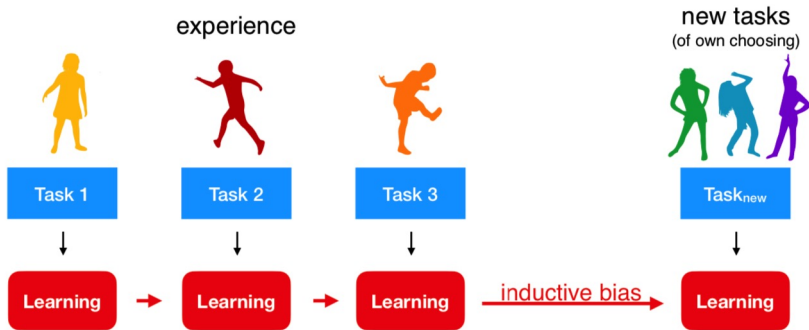 experience
new tasks
(of own choosing)
Task 1
Task 2
Task 3
Tasknew
Learning
Learning
Learning
inductive bias
Learning